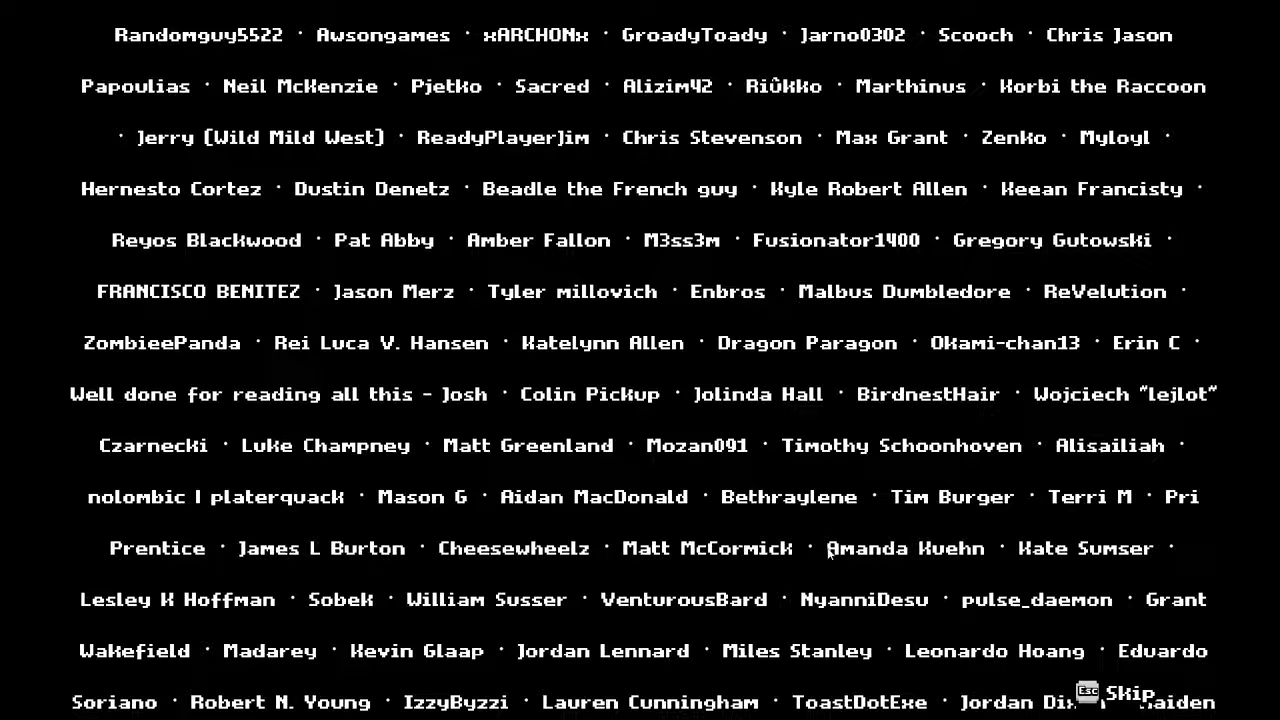 Randomguy5522 · Awsongames · xARCHONx · GroadyToady · Jarno0302 · Scooch · Chris Jason
Papoulias · Neil McKenzie · Pjetko · Sacred · Alizim42 · Riûkko · Marthinus · Korbi the Raccoon
· Jerry (Wild Mild West) · ReadyPlayerJim · Chris Stevenson · Max Grant · Zenko · Myloyl ·
Hernesto Cortez · Dustin Denetz · Beadle the French guy · Kyle Robert Allen · Keean Francisty ·
Reyos Blackwood · Pat Abby · Amber Fallon · M3ss3m · Fusionator1400 · Gregory Gutowski ·
FRANCISCO BENITEZ · Jason Merz · Tyler millovich · Enbros · Malbus Dumbledore · ReVelution ·
ZombieePanda · Rei Luca V. Hansen · Katelynn Allen · Dragon Paragon · Okami-chan13 · Erin C ·
Well done for reading all this - Josh · Colin Pickup · Jolinda Hall · BirdnestHair · Wojciech "lejlot"
Czarnecki · Luke Champney · Matt Greenland · Mozan091 · Timothy Schoonhoven · Alisailiah ·
nolombic | platerquack · Mason G · Aidan MacDonald · Bethraylene · Tim Burger · Terri M · Pri
Prentice · James L Burton · Cheesewheelz · Matt McCormick · Amanda Kuehn · Kate Sumser ·
Lesley K Hoffman · Sobek · William Susser · VenturousBard · NyanniDesu · pulse_daemon · Grant
Wakefield · Madarey · Kevin Glaap · Jordan Lennard · Miles Stanley · Leonardo Hoang · Eduardo
Soriano · Robert N. Young · IzzyByzzi · Lauren Cunningham · ToastDotExe · Jordan
Esc Skip